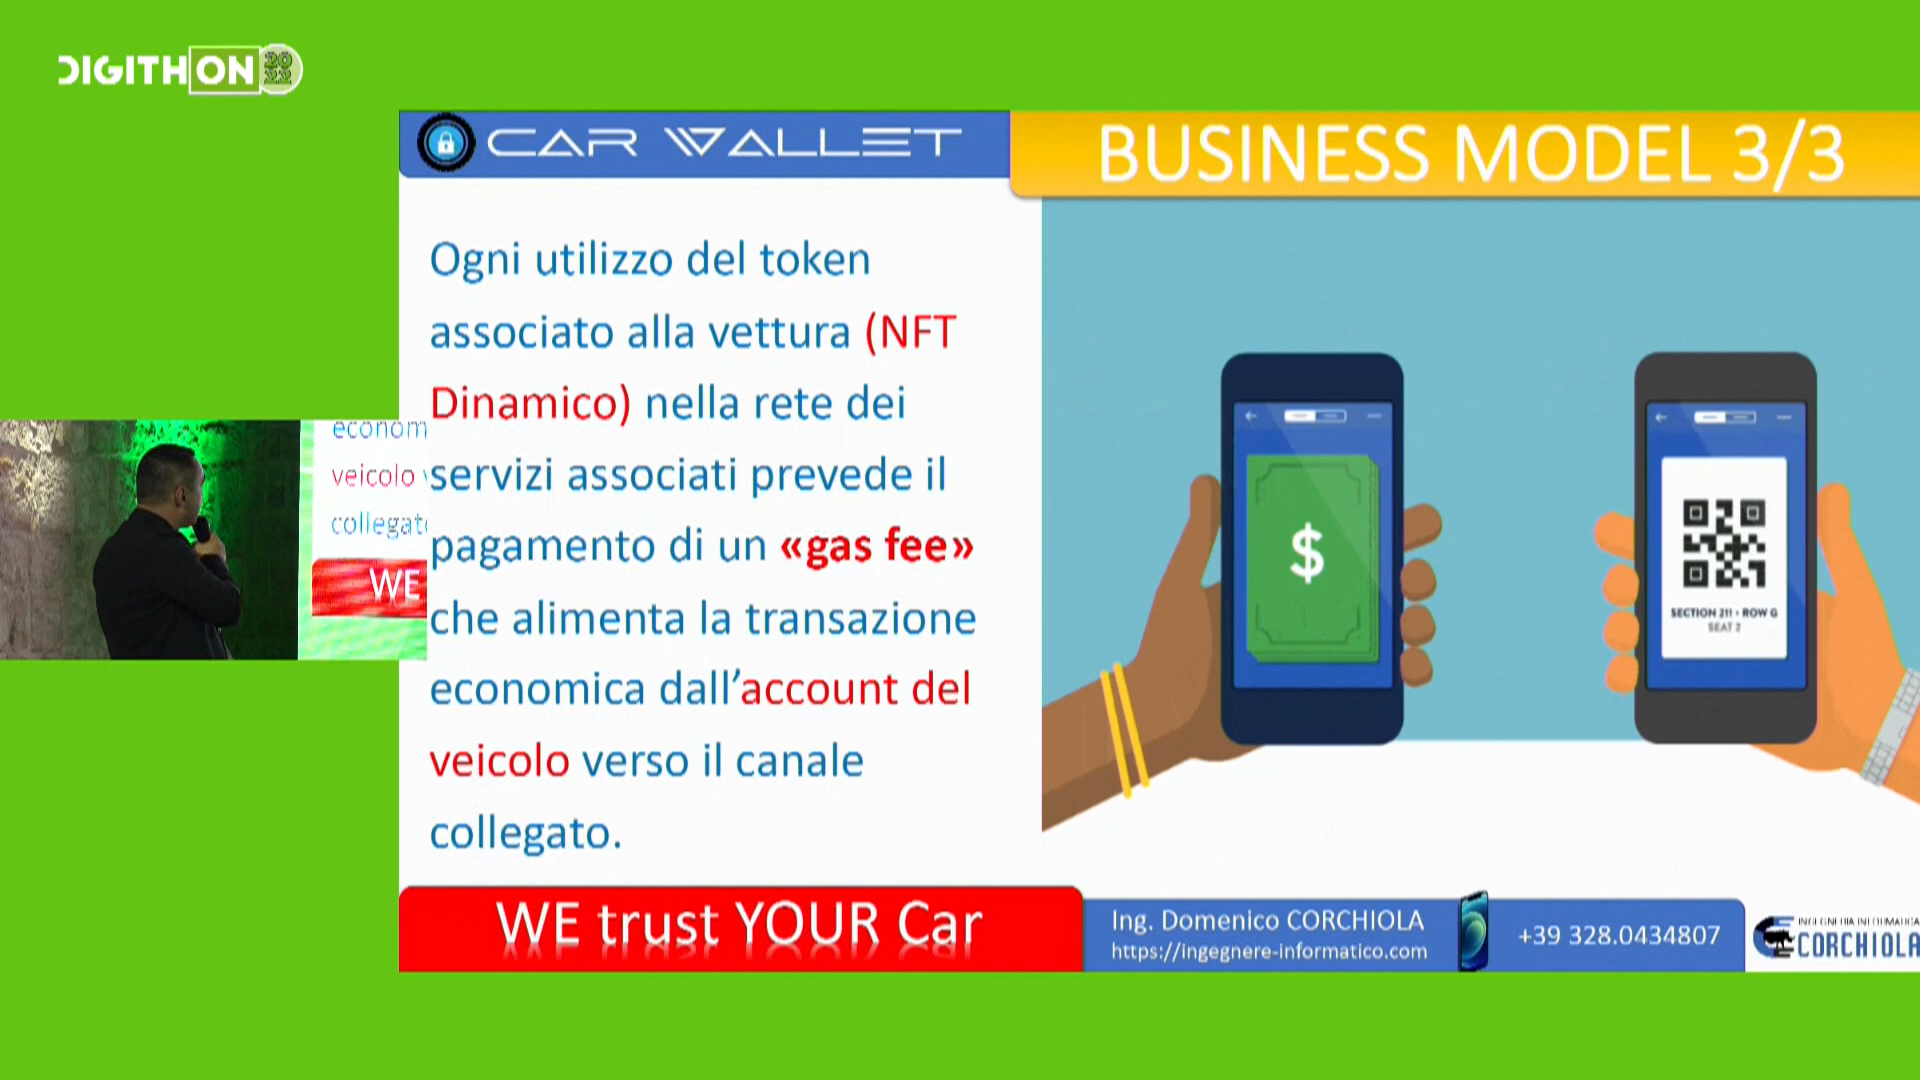 DIGITHON 2022
CAR WALLET
BUSINESS MODEL 3/3
Ogni utilizzo del token
associato alla vettura (NFT
Dinamico) nella rete dei
servizi associati prevede il
pagamento di un «gas fee»
che alimenta la transazione
economica dall'account del
veicolo verso il canale
collegato.
econom
veicolo
collegat
WE
$
SECTION 211 • ROW G
SEAT 2
WE trust YOUR Car
Ing. Domenico CORCHIOLA
https://ingegnere-informatico.com
+39 328.0434807
INGEGNERIA INFORMATICA
CORCHIOLA